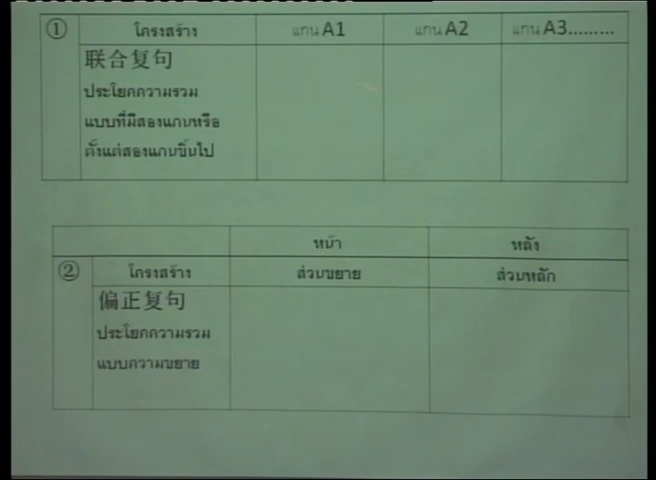 ① โครงสร้าง แกน A1 แกน A2 แกน A3.........
联合复句
ประโยคความรวม
แบบที่มีสองแกนหรือ
ตั้งแต่สองแกนขึ้นไป
หน้า หลัง
② โครงสร้าง ส่วนขยาย ส่วนหลัก
偏正复句
ประโยคความรวม
แบบความขยาย